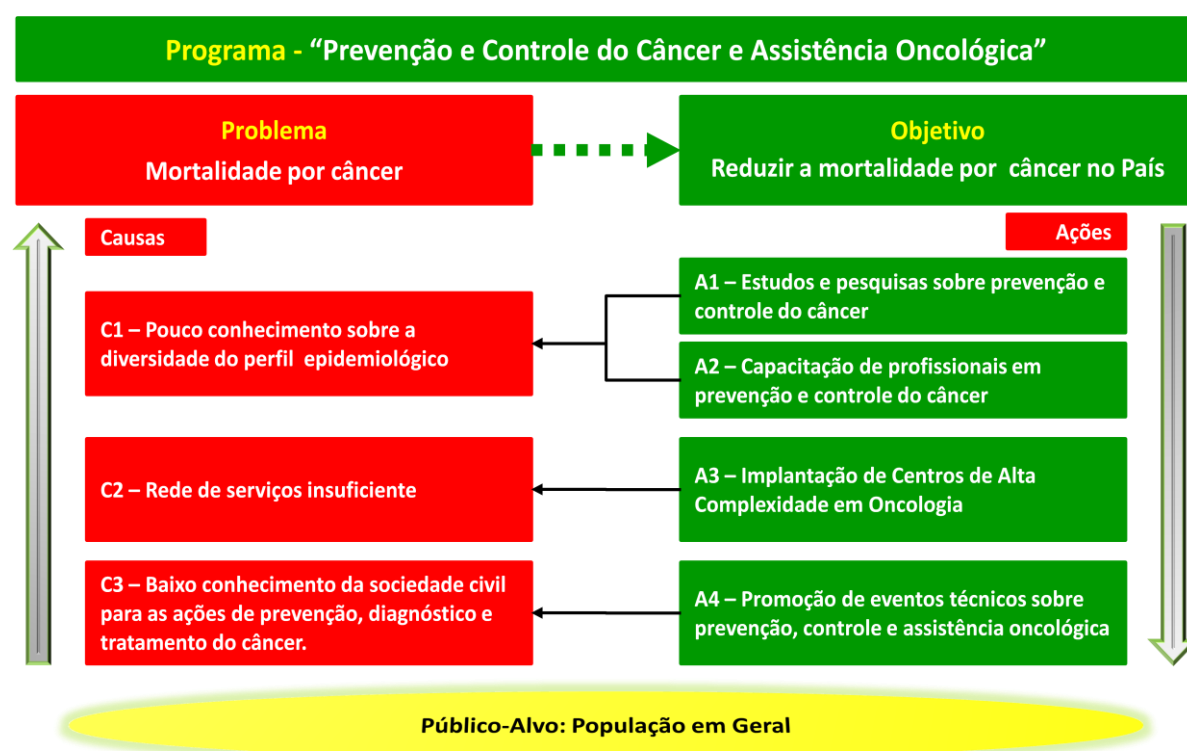 Programa - “Prevenção e Controle do Câncer e Assistência Oncológica”
Problema
Mortalidade por câncer
Objetivo
Reduzir a mortalidade por câncer no País
Causas
Ações
C1 – Pouco conhecimento sobre a
diversidade do perfil epidemiológico
A1 – Estudos e pesquisas sobre prevenção e
controle do câncer
A2 – Capacitação de profissionais em
prevenção e controle do câncer
C2 – Rede de serviços insuficiente
A3 – Implantação de Centros de Alta
Complexidade em Oncologia
C3 – Baixo conhecimento da sociedade civil
para as ações de prevenção, diagnóstico e
tratamento do câncer.
A4 – Promoção de eventos técnicos sobre
prevenção, controle e assistência oncológica
Público-Alvo: População em Geral